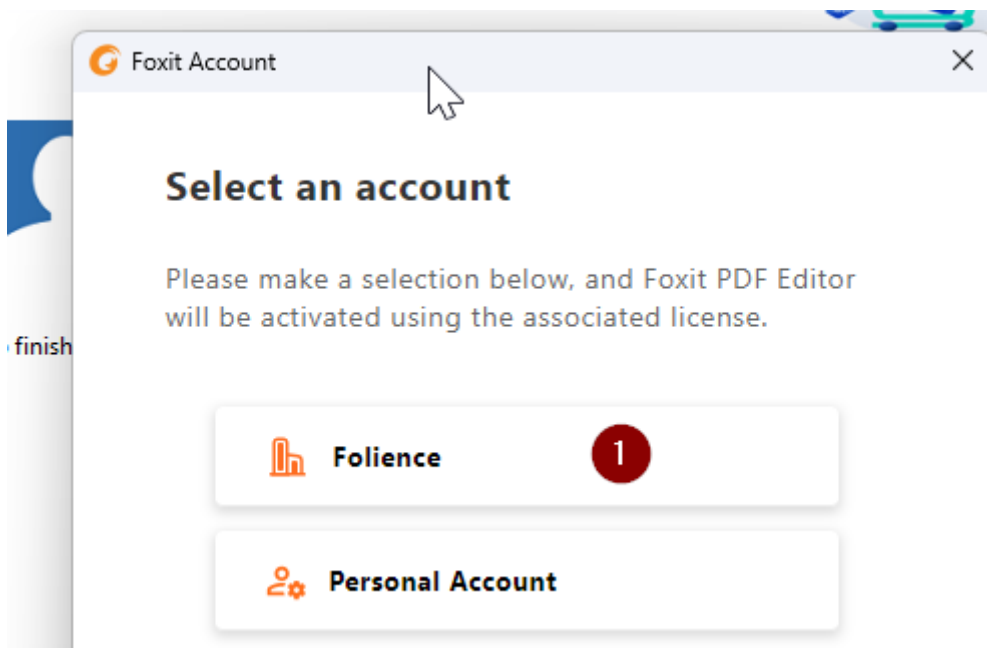 Foxit Account
Select an account
Please make a selection below, and Foxit PDF Editor
will be activated using the associated license.
finish
Folience
1
Personal Account